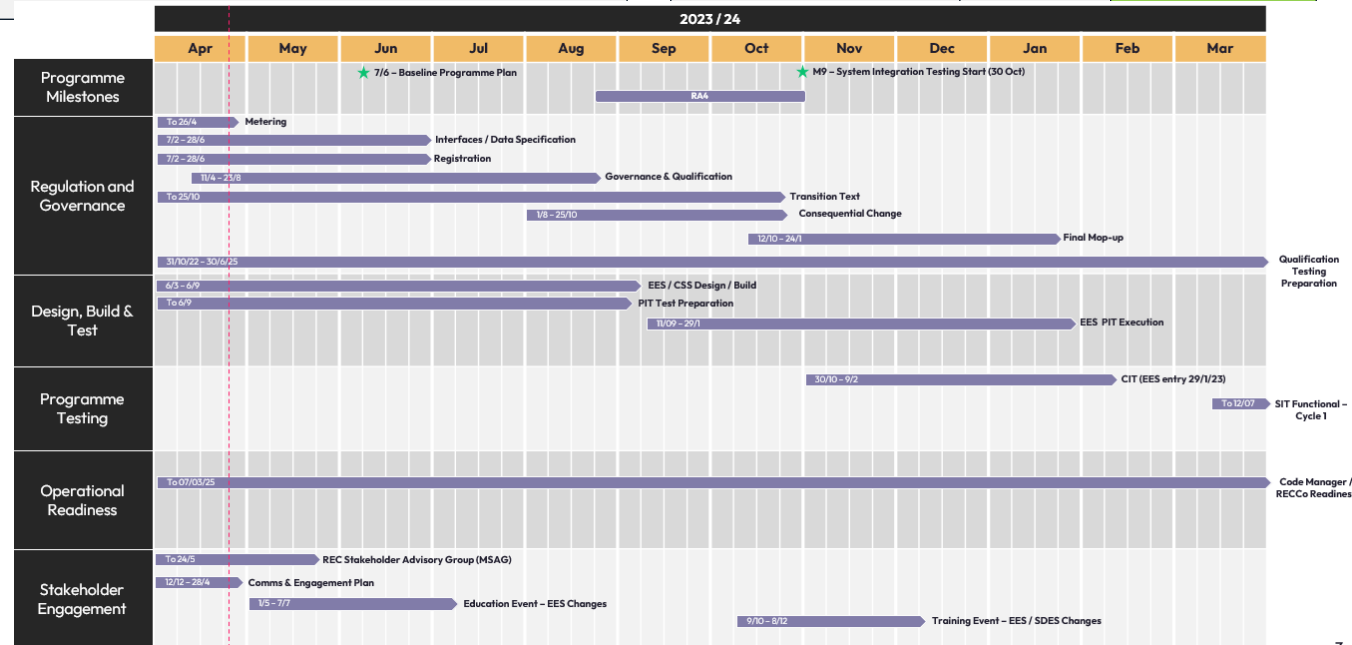 2023 / 24
Apr May Jun Jul Aug Sep Oct Nov Dec Jan Feb Mar
Programme
Milestones
7/6 – Baseline Programme Plan
M9 – System Integration Testing Start (30 Oct)
RA4
Regulation and
Governance
To 26/4 Metering
7/2 – 28/6 Interfaces / Data Specification
7/2 – 28/6 Registration
11/4 – 23/8 Governance & Qualification
To 25/10 Transition Text
1/8 – 25/10 Consequential Change
12/10 – 24/1 Final Mop-up
31/10/22 – 30/6/25
Qualification
Testing
Preparation
Design, Build &
Test
6/3 – 6/9 EES / CSS Design / Build
To 6/9 PIT Test Preparation
11/09 – 29/1 EES PIT Execution
Programme
Testing
30/10 – 9/2 CIT (EES entry 29/1/23)
To 12/07
SIT Functional –
Cycle 1
Operational
Readiness
To 07/03/25
Code Manager /
RECCo Readines
Stakeholder
Engagement
To 24/5 REC Stakeholder Advisory Group (MSAG)
12/12 – 28/4 Comms & Engagement Plan
1/5 – 7/7 Education Event – EES Changes
9/10 – 8/12 Training Event – EES / SDES Changes